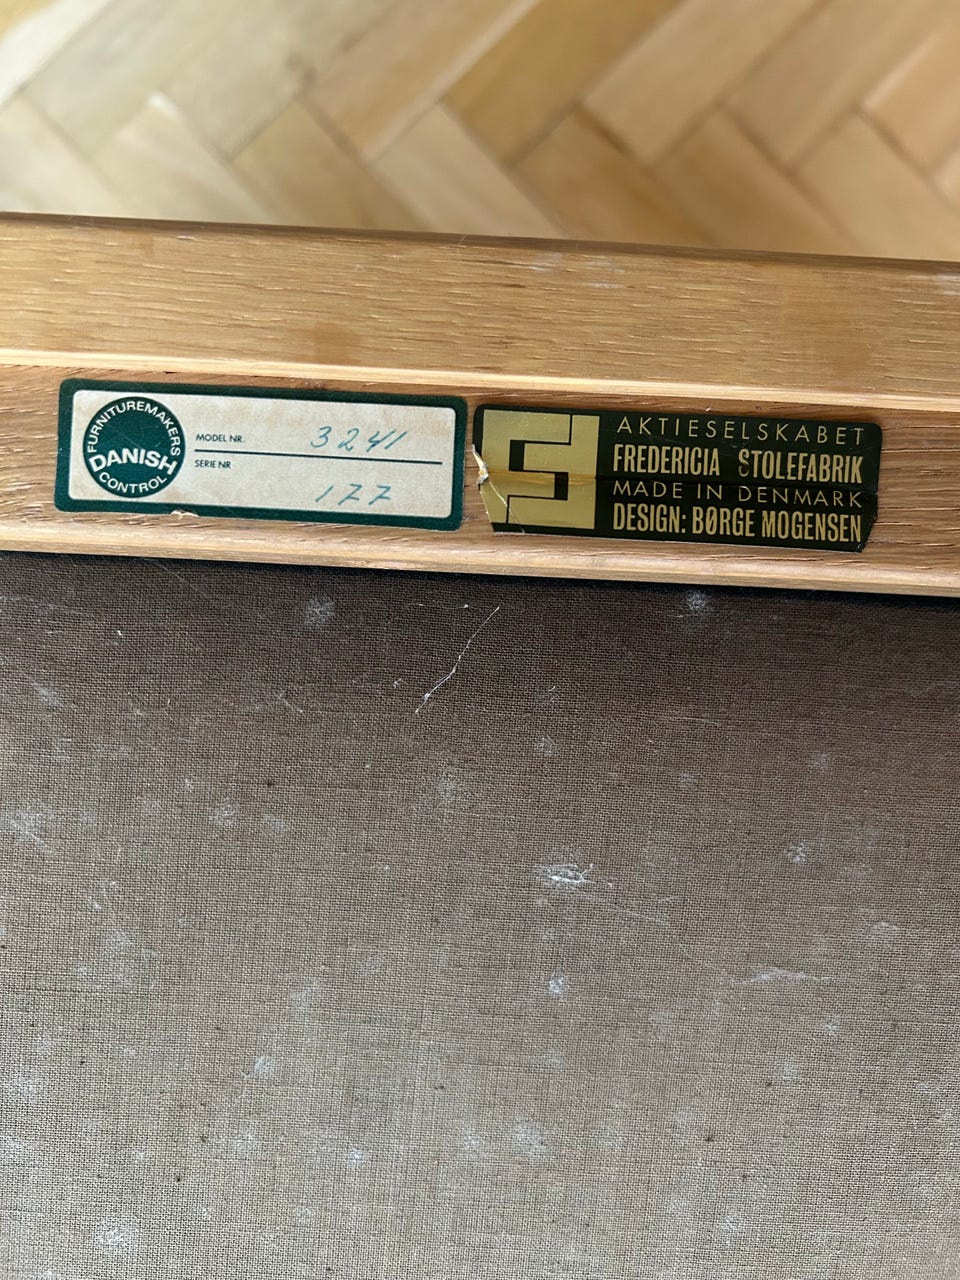 FURNITUREMAKERS
DANISH
CONTROL
MODEL NR. 3241
SERIE NR 177
AKTIESELSKABET
FREDERICIA STOLEFABRIK
MADE IN DENMARK
DESIGN: BØRGE MOGENSEN